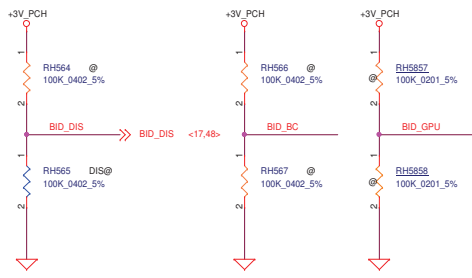 +3V_PCH
+3V_PCH
+3V_PCH
1
RH564 @
100K_0402_5%
2
1
RH566 @
100K_0402_5%
2
1
@ RH5857
100K_0201_5%
2
BID_DIS
BID_DIS <17,48>
BID_BC
BID_GPU
1
RH565 DIS@
100K_0402_5%
2
1
RH567 @
100K_0402_5%
2
1
@ RH5858
100K_0201_5%
2